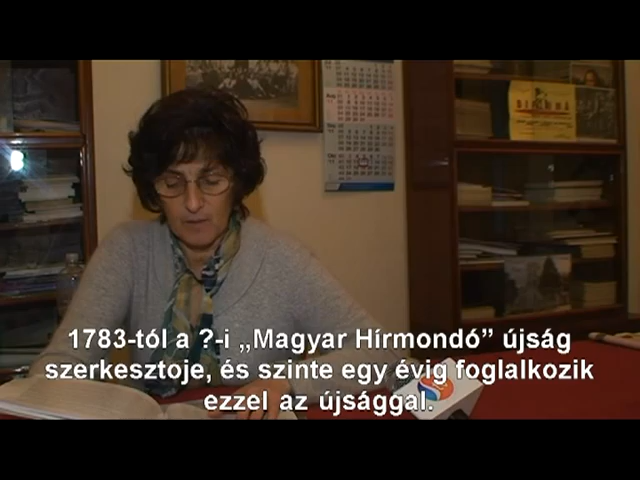 1783-tól a ?-i „Magyar Hírmondó” újság
szerkesztoje, és szinte egy évig foglalkozik
ezzel az újsággal.